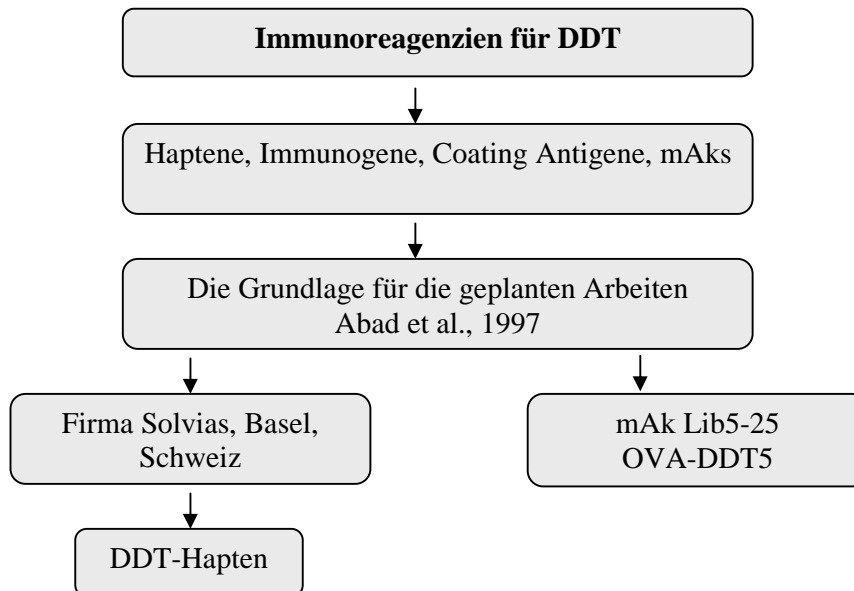 Immunoreagenzien für DDT
Haptene, Immunogene, Coating Antigene, mAks
Die Grundlage für die geplanten Arbeiten
Abad et al., 1997
Firma Solvias, Basel,
Schweiz
mAk Lib5-25
OVA-DDT5
DDT-Hapten